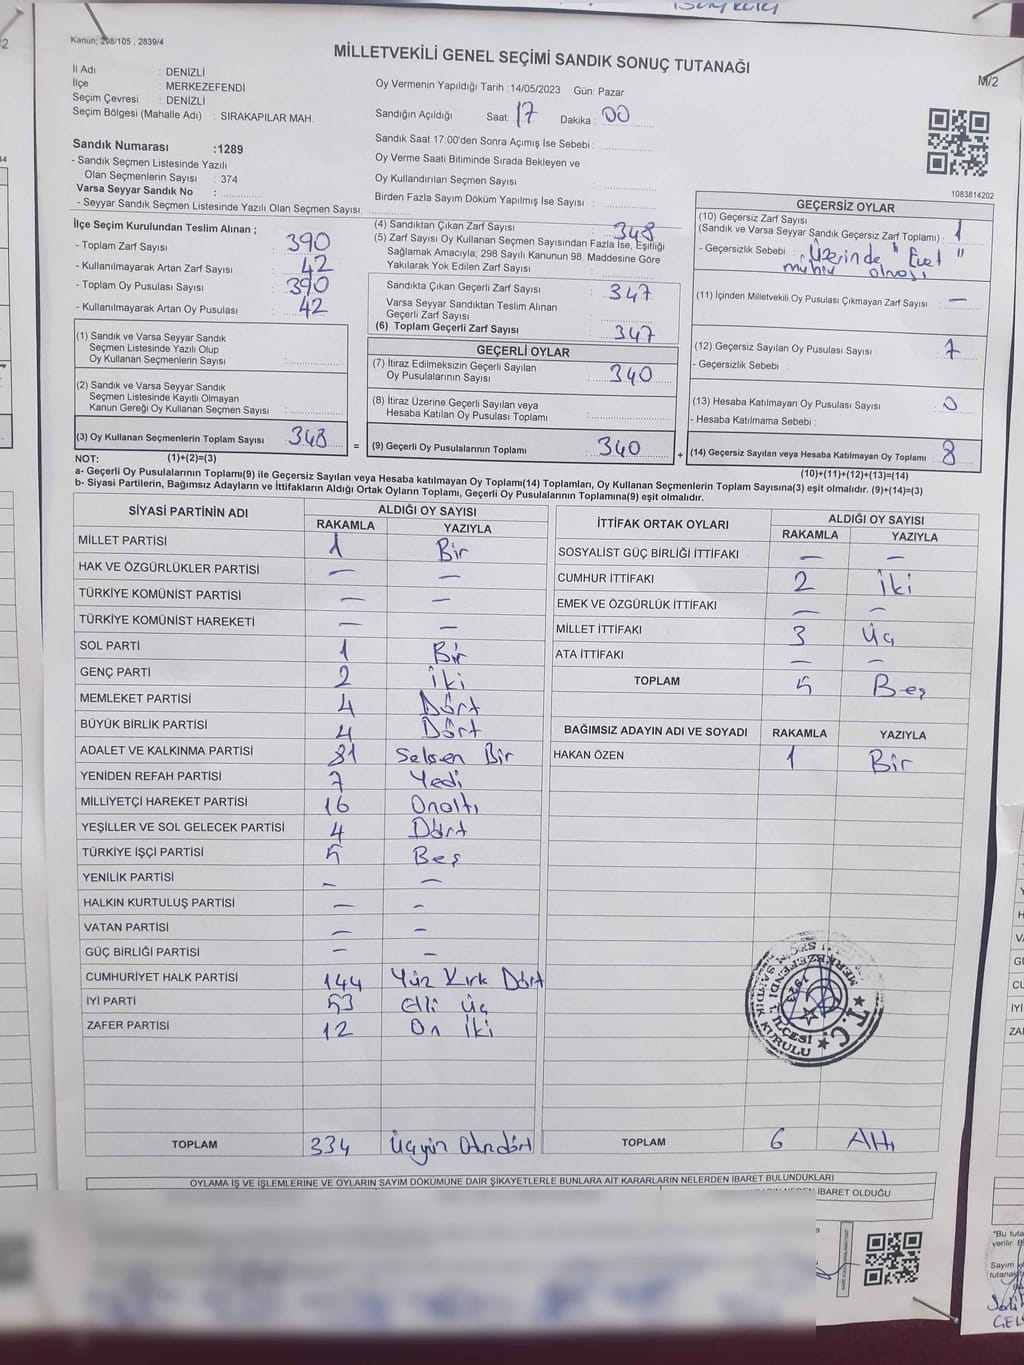 Kanun; 298/105 , 2839/4
MİLLETVEKİLİ GENEL SEÇİMİ SANDIK SONUÇ TUTANAĞI
M/2
İl Adı : DENİZLİ
İlçe : MERKEZEFENDİ
Seçim Çevresi : DENİZLİ
Seçim Bölgesi (Mahalle Adı) : SIRAKAPILAR MAH.
Oy Vermenin Yapıldığı Tarih :14/05/2023 Gün: Pazar
Sandığın Açıldığı Saat: 17 Dakika : 00
Sandık Saat 17:00'den Sonra Açımış İse Sebebi :
Oy Verme Saati Bitiminde Sırada Bekleyen ve
Oy Kullandırılan Seçmen Sayısı :
Birden Fazla Sayım Döküm Yapılmış İse Sayısı :
1083814202
Sandık Numarası :1289
- Sandık Seçmen Listesinde Yazılı
Olan Seçmenlerin Sayısı : 374
Varsa Seyyar Sandık No :
- Seyyar Sandık Seçmen Listesinde Yazılı Olan Seçmen Sayısı:
İlçe Seçim Kurulundan Teslim Alınan ;
- Toplam Zarf Sayısı : 390
- Kullanılmayarak Artan Zarf Sayısı : 42
- Toplam Oy Pusulası Sayısı : 390
- Kullanılmayarak Artan Oy Pusulası : 42
(1) Sandık ve Varsa Seyyar Sandık
Seçmen Listesinde Yazılı Olup
Oy Kullanan Seçmenlerin Sayısı :
(2) Sandık ve Varsa Seyyar Sandık
Seçmen Listesinde Kayıtlı Olmayan
Kanun Gereği Oy Kullanan Seçmen Sayısı :
(3) Oy Kullanan Seçmenlerin Toplam Sayısı : 348 =
(4) Sandıktan Çıkan Zarf Sayısı : 348
(5) Zarf Sayısı Oy Kullanan Seçmen Sayısından Fazla İse, Eşitliği
Sağlamak Amacıyla; 298 Sayılı Kanunun 98. Maddesine Göre
Yakılarak Yok Edilen Zarf Sayısı :
Sandıkta Çıkan Geçerli Zarf Sayısı : 347
Varsa Seyyar Sandıktan Teslim Alınan
Geçerli Zarf Sayısı :
(6) Toplam Geçerli Zarf Sayısı : 347
GEÇERLİ OYLAR
(7) İtiraz Edilmeksizin Geçerli Sayılan
Oy Pusulalarının Sayısı : 340
(8) İtiraz Üzerine Geçerli Sayılan veya
Hesaba Katılan Oy Pusulası Toplamı :
(9) Geçerli Oy Pusulalarının Toplamı : 340 +
GEÇERSİZ OYLAR
(10) Geçersiz Zarf Sayısı
(Sandık ve Varsa Seyyar Sandık Geçersiz Zarf Toplamı) : 1
- Geçersizlik Sebebi : Üzerinde " Evet "
mührü olması
(11) İçinden Milletvekili Oy Pusulası Çıkmayan Zarf Sayısı : —
(12) Geçersiz Sayılan Oy Pusulası Sayısı : 7
- Geçersizlik Sebebi :
(13) Hesaba Katılmayan Oy Pusulası Sayısı : 0
- Hesaba Katılmama Sebebi :
(14) Geçersiz Sayılan veya Hesaba Katılmayan Oy Toplamı : 8
NOT: (1)+(2)=(3)
(10)+(11)+(12)+(13)=(14)
a- Geçerli Oy Pusulalarının Toplamı(9) ile Geçersiz Sayılan veya Hesaba katılmayan Oy Toplamı(14) Toplamları, Oy Kullanan Seçmenlerin Toplam Sayısına(3) eşit olmalıdır. (9)+(14)=(3)
b- Siyasi Partilerin, Bağımsız Adayların ve İttifakların Aldığı Ortak Oyların Toplamı, Geçerli Oy Pusulalarının Toplamına(9) eşit olmalıdır.
SİYASİ PARTİNİN ADI ALDIĞI OY SAYISI
RAKAMLA YAZIYLA
MİLLET PARTİSİ 1 Bir
HAK VE ÖZGÜRLÜKLER PARTİSİ — —
TÜRKİYE KOMÜNİST PARTİSİ — —
TÜRKİYE KOMÜNİST HAREKETİ — —
SOL PARTİ 1 Bir
GENÇ PARTİ 2 İki
MEMLEKET PARTİSİ 4 Dört
BÜYÜK BİRLİK PARTİSİ 4 Dört
ADALET VE KALKINMA PARTİSİ 81 Seksen Bir
YENİDEN REFAH PARTİSİ 7 Yedi
MİLLİYETÇİ HAREKET PARTİSİ 16 Onaltı
YEŞİLLER VE SOL GELECEK PARTİSİ 4 Dört
TÜRKİYE İŞÇİ PARTİSİ 5 Beş
YENİLİK PARTİSİ — —
HALKIN KURTULUŞ PARTİSİ — —
VATAN PARTİSİ — —
GÜÇ BİRLİĞİ PARTİSİ — —
CUMHURİYET HALK PARTİSİ 144 Yüz Kırk Dört
İYİ PARTİ 53 Elli Üç
ZAFER PARTİSİ 12 On İki
TOPLAM 334 Üçyüz Otuzdört
İTTİFAK ORTAK OYLARI ALDIĞI OY SAYISI
RAKAMLA YAZIYLA
SOSYALİST GÜÇ BİRLİĞİ İTTİFAKI — —
CUMHUR İTTİFAKI 2 İki
EMEK VE ÖZGÜRLÜK İTTİFAKI — —
MİLLET İTTİFAKI 3 Üç
ATA İTTİFAKI — —
TOPLAM 5 Beş
BAĞIMSIZ ADAYIN ADI VE SOYADI RAKAMLA YAZIYLA
HAKAN ÖZEN 1 Bir
T.C.
SANDIK KURULU
TOPLAM 6 Altı
OYLAMA İŞ VE İŞLEMLERİNE VE OYLARIN SAYIM DÖKÜMÜNE DAİR ŞİKAYETLERLE BUNLARA AİT KARARLARIN NELERDEN İBARET BULUNDUKLARI
İBARET OLDUĞU